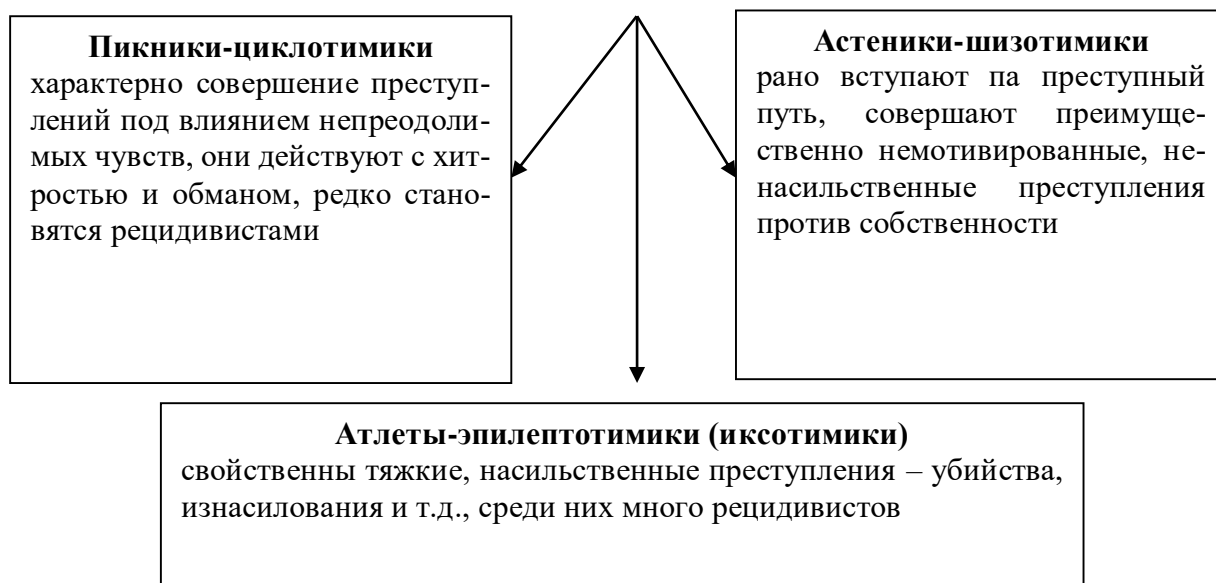 Пикники-циклотимики
характерно совершение преступ-
лений под влиянием непреодоли-
мых чувств, они действуют с хит-
ростью и обманом, редко стано-
вятся рецидивистами
Астеники-шизотимики
рано вступают па преступный
путь, совершают преимуще-
ственно немотивированные, не-
насильственные преступления
против собственности
Атлеты-эпилептотимики (иксотимики)
свойственны тяжкие, насильственные преступления – убийства,
изнасилования и т.д., среди них много рецидивистов